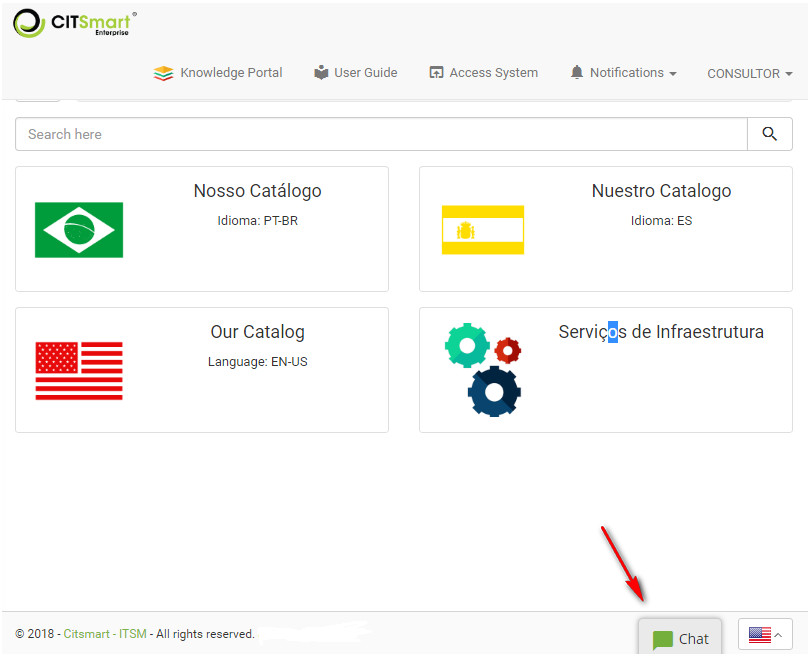 CITSmart®
Enterprise
Knowledge Portal User Guide Access System Notifications CONSULTOR
Search here
Nosso Catálogo
Idioma: PT-BR
Nuestro Catalogo
Idioma: ES
Our Catalog
Language: EN-US
Serviços de Infraestrutura
© 2018 - Citsmart - ITSM - All rights reserved.
Chat